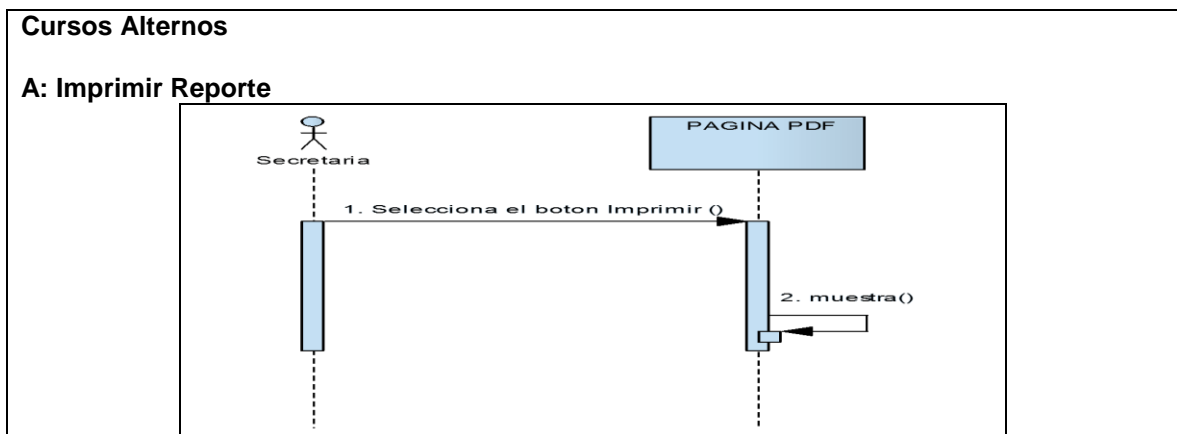 Cursos Alternos
A: Imprimir Reporte
PAGINA PDF
Secretaria
1. Selecciona el boton Imprimir ()
2. muestra()